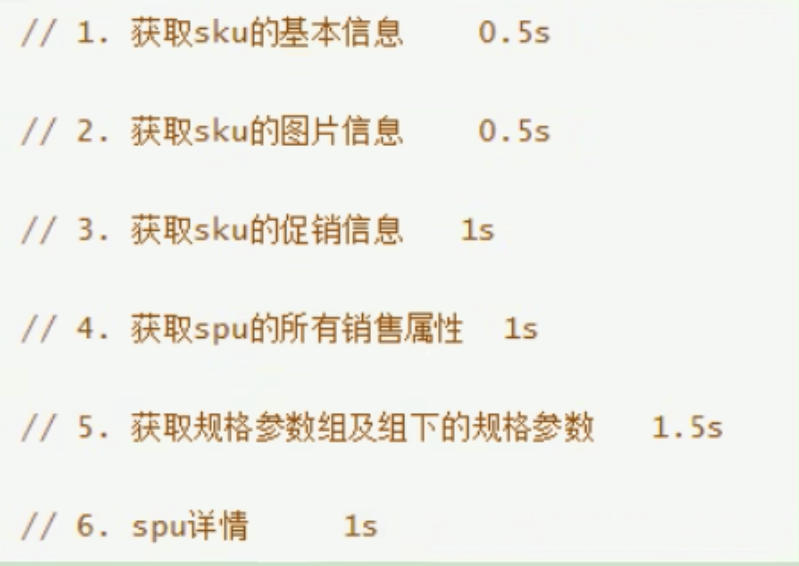 // 1. 获取sku的基本信息 0.5s
// 2. 获取sku的图片信息 0.5s
// 3. 获取sku的促销信息 1s
// 4. 获取spu的所有销售属性 1s
// 5. 获取规格参数组及组下的规格参数 1.5s
// 6. spu详情 1s